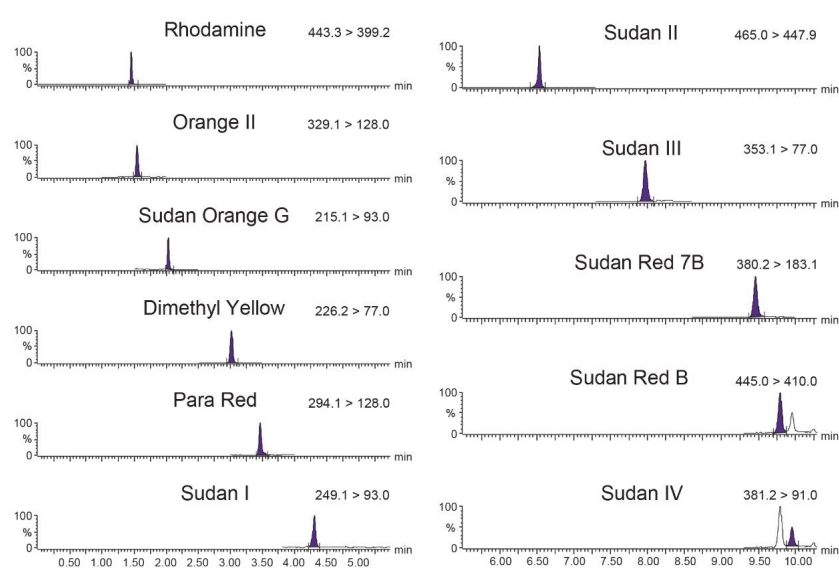 Rhodamine 443.3 > 399.2
100
%
0
min
Orange II 329.1 > 128.0
100
%
0
min
Sudan Orange G 215.1 > 93.0
100
%
0
min
Dimethyl Yellow 226.2 > 77.0
100
%
0
min
Para Red 294.1 > 128.0
100
%
0
min
Sudan I 249.1 > 93.0
100
%
0
min
0.50 1.00 1.50 2.00 2.50 3.00 3.50 4.00 4.50 5.00
Sudan II 465.0 > 447.9
100
%
0
min
Sudan III 353.1 > 77.0
100
%
0
min
Sudan Red 7B 380.2 > 183.1
100
%
0
min
Sudan Red B 445.0 > 410.0
100
%
0
min
Sudan IV 381.2 > 91.0
100
%
0
min
6.00 6.50 7.00 7.50 8.00 8.50 9.00 9.50 10.00